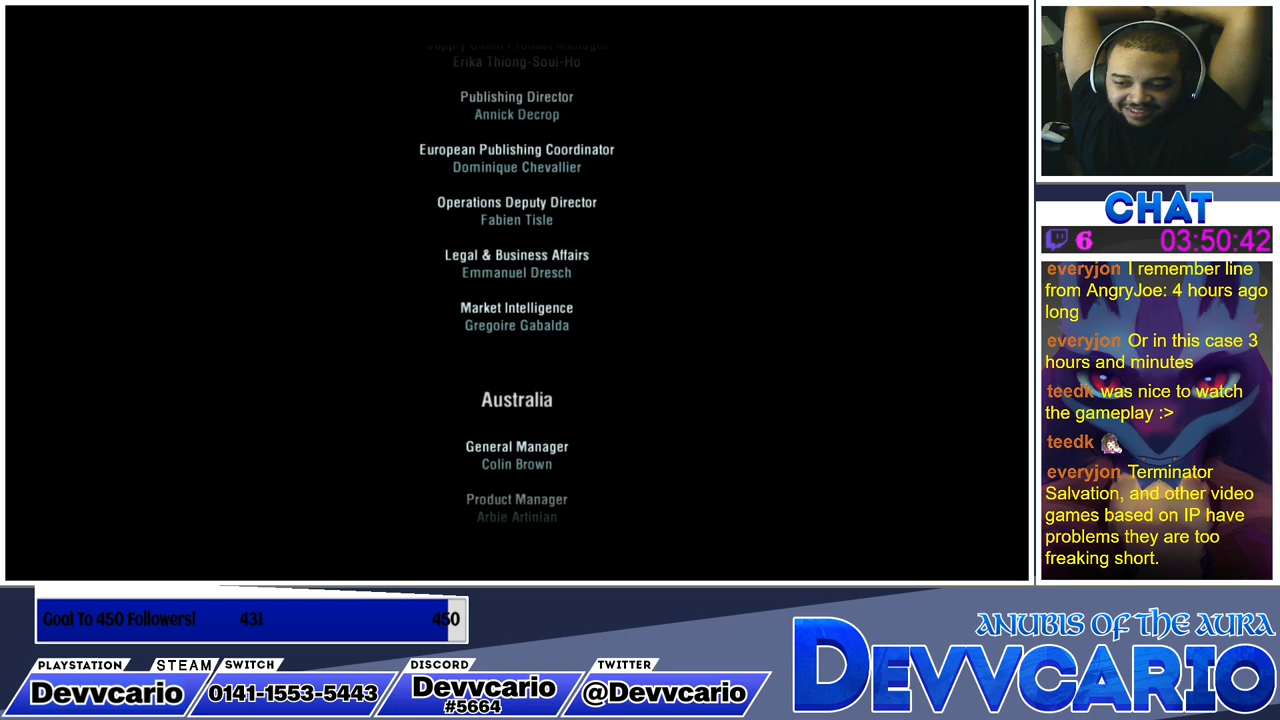 Supply Chain Product Manager
Erika Thiong-Soui-Ho
Publishing Director
Annick Decrop
European Publishing Coordinator
Dominique Chevallier
Operations Deputy Director
Fabien Tisle
Legal & Business Affairs
Emmanuel Dresch
Market Intelligence
Gregoire Gabalda
Australia
General Manager
Colin Brown
Product Manager
Arbie Artinian
CHAT
6 03:50:42
everyjon I remember line
from AngryJoe: 4 hours ago
long
everyjon Or in this case 3
hours and minutes
teedk was nice to watch
the gameplay :>
teedk
everyjon Terminator
Salvation, and other video
games based on IP have
problems they are too
freaking short.
Goal To 450 Followers! 431 450
PLAYSTATION STEAM SWITCH DISCORD TWITTER
Devvcario 0141-1553-5443 Devvcario @Devvcario
#5664
ANUBIS OF THE AURA
DEVVCARIO